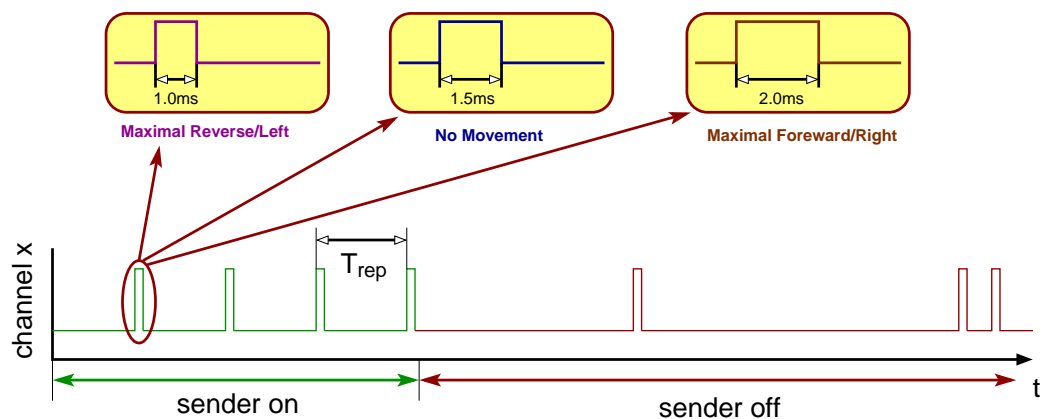 1.0ms
1.5ms
2.0ms
Maximal Reverse/Left
No Movement
Maximal Foreward/Right
channel x
Trep
t
sender on
sender off